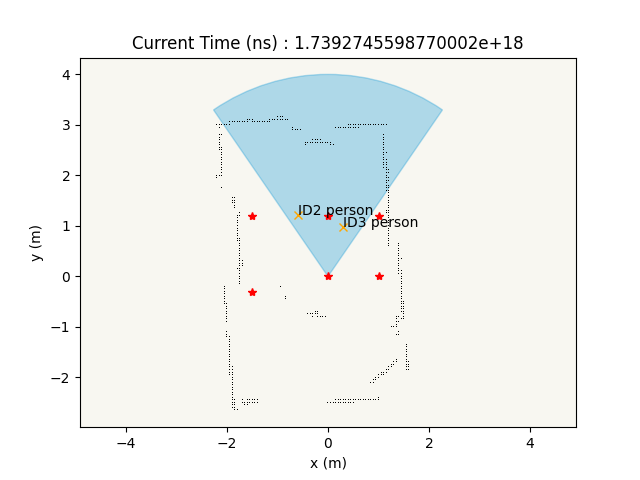 Current Time (ns) : 1.7392745598770002e+18
4
3
2
1
0
−1
−2
y (m)
ID2 person
ID3 person
−4
−2
0
2
4
x (m)